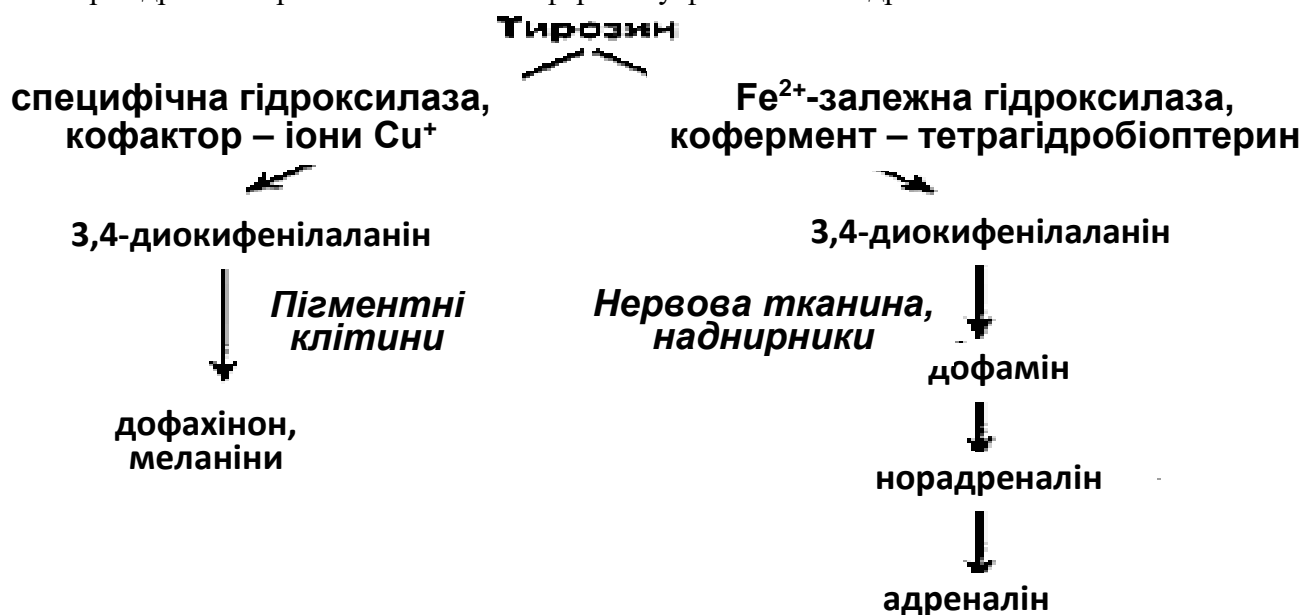 Тирозин
специфічна гідроксилаза,
кофактор – іони Cu⁺
Fe²⁺-залежна гідроксилаза,
кофермент – тетрагідробіоптерин
3,4-диокифенілаланін
3,4-диокифенілаланін
Пігментні
клітини
Нервова тканина,
наднирники
дофамін
дофахінон,
меланіни
норадреналін
адреналін